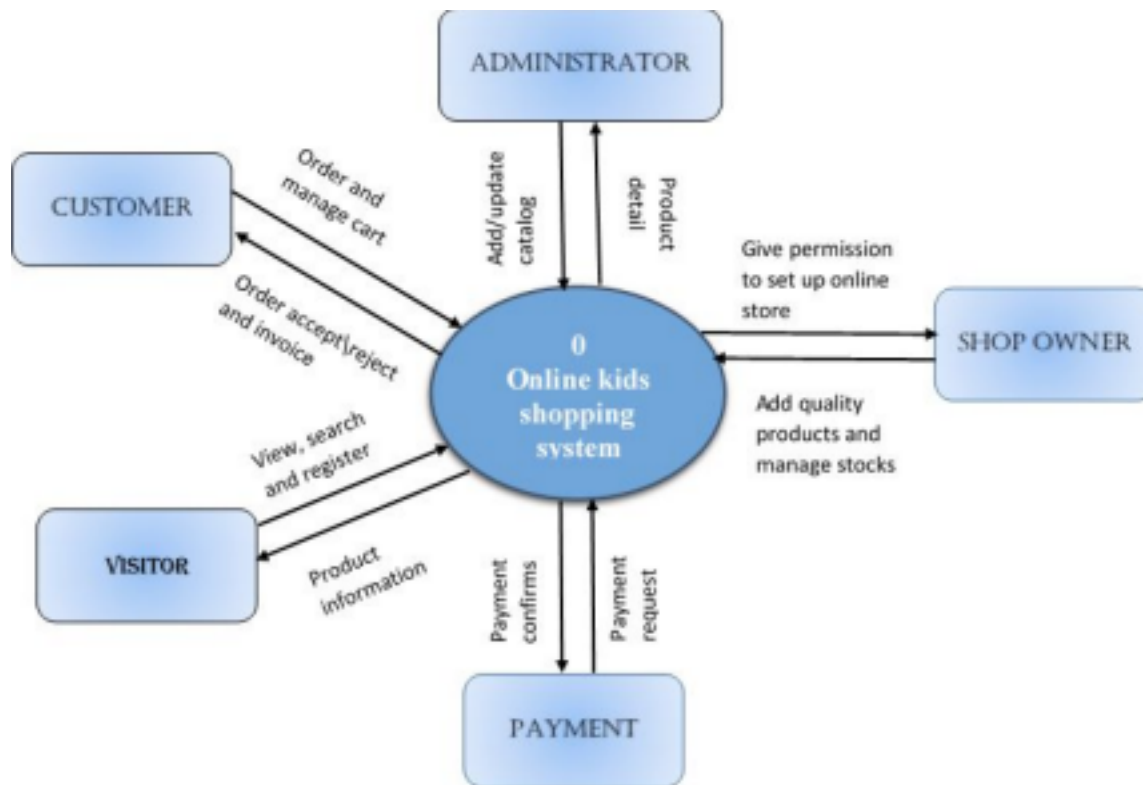 ADMINISTRATOR
CUSTOMER
Order and
manage cart
Add/update
catalog
Product
detail
Order accept\reject
and invoice
Give permission
to set up online
store
SHOP OWNER
0
Online kids
shopping
system
Add quality
products and
manage stocks
View, search
and register
VISITOR
Product
information
Payment
confirms
Payment
request
PAYMENT